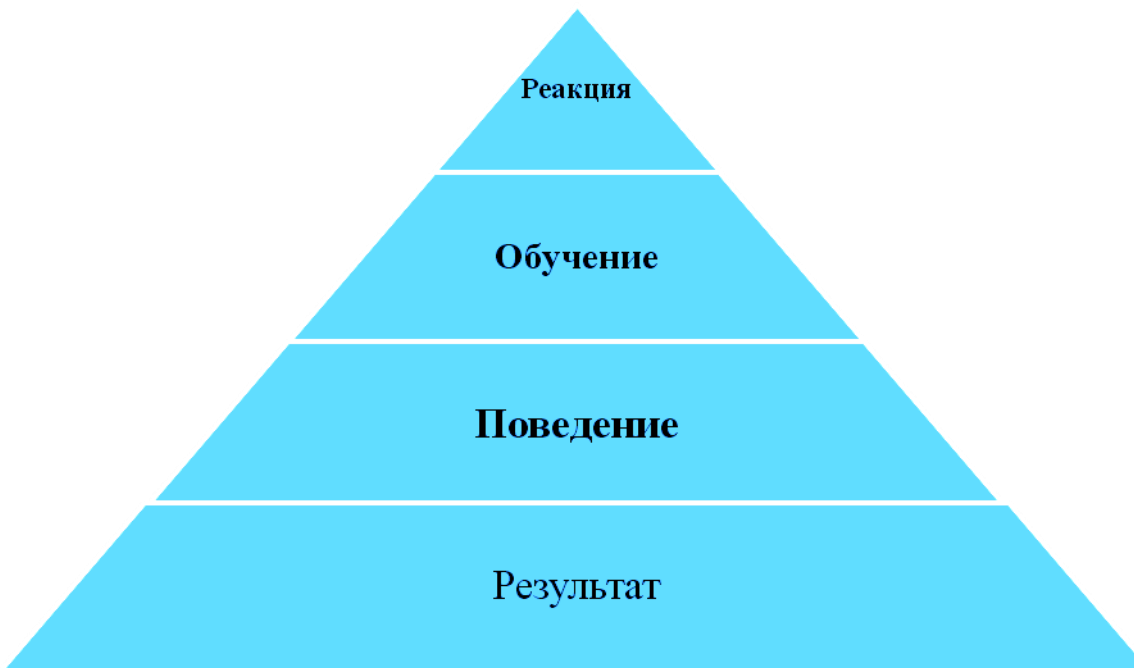 Реакция
Обучение
Поведение
Результат